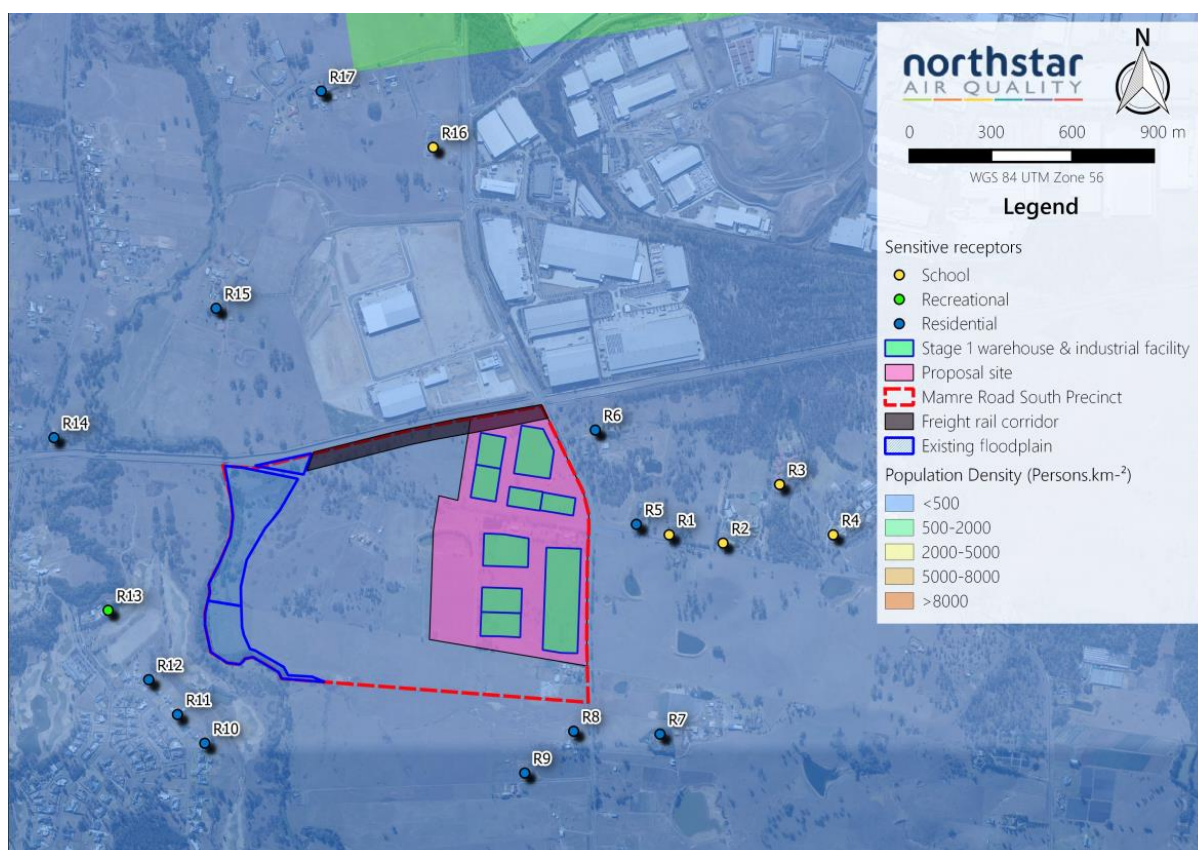 northstar
AIR QUALITY
N
0 300 600 900 m
WGS 84 UTM Zone 56
Legend
Sensitive receptors
School
Recreational
Residential
Stage 1 warehouse & industrial facility
Proposal site
Mamre Road South Precinct
Freight rail corridor
Existing floodplain
Population Density (Persons.km-²)
<500
500-2000
2000-5000
5000-8000
>8000
R17
R16
R15
R14
R6
R3
R5
R1
R2
R4
R13
R12
R11
R10
R8
R7
R9